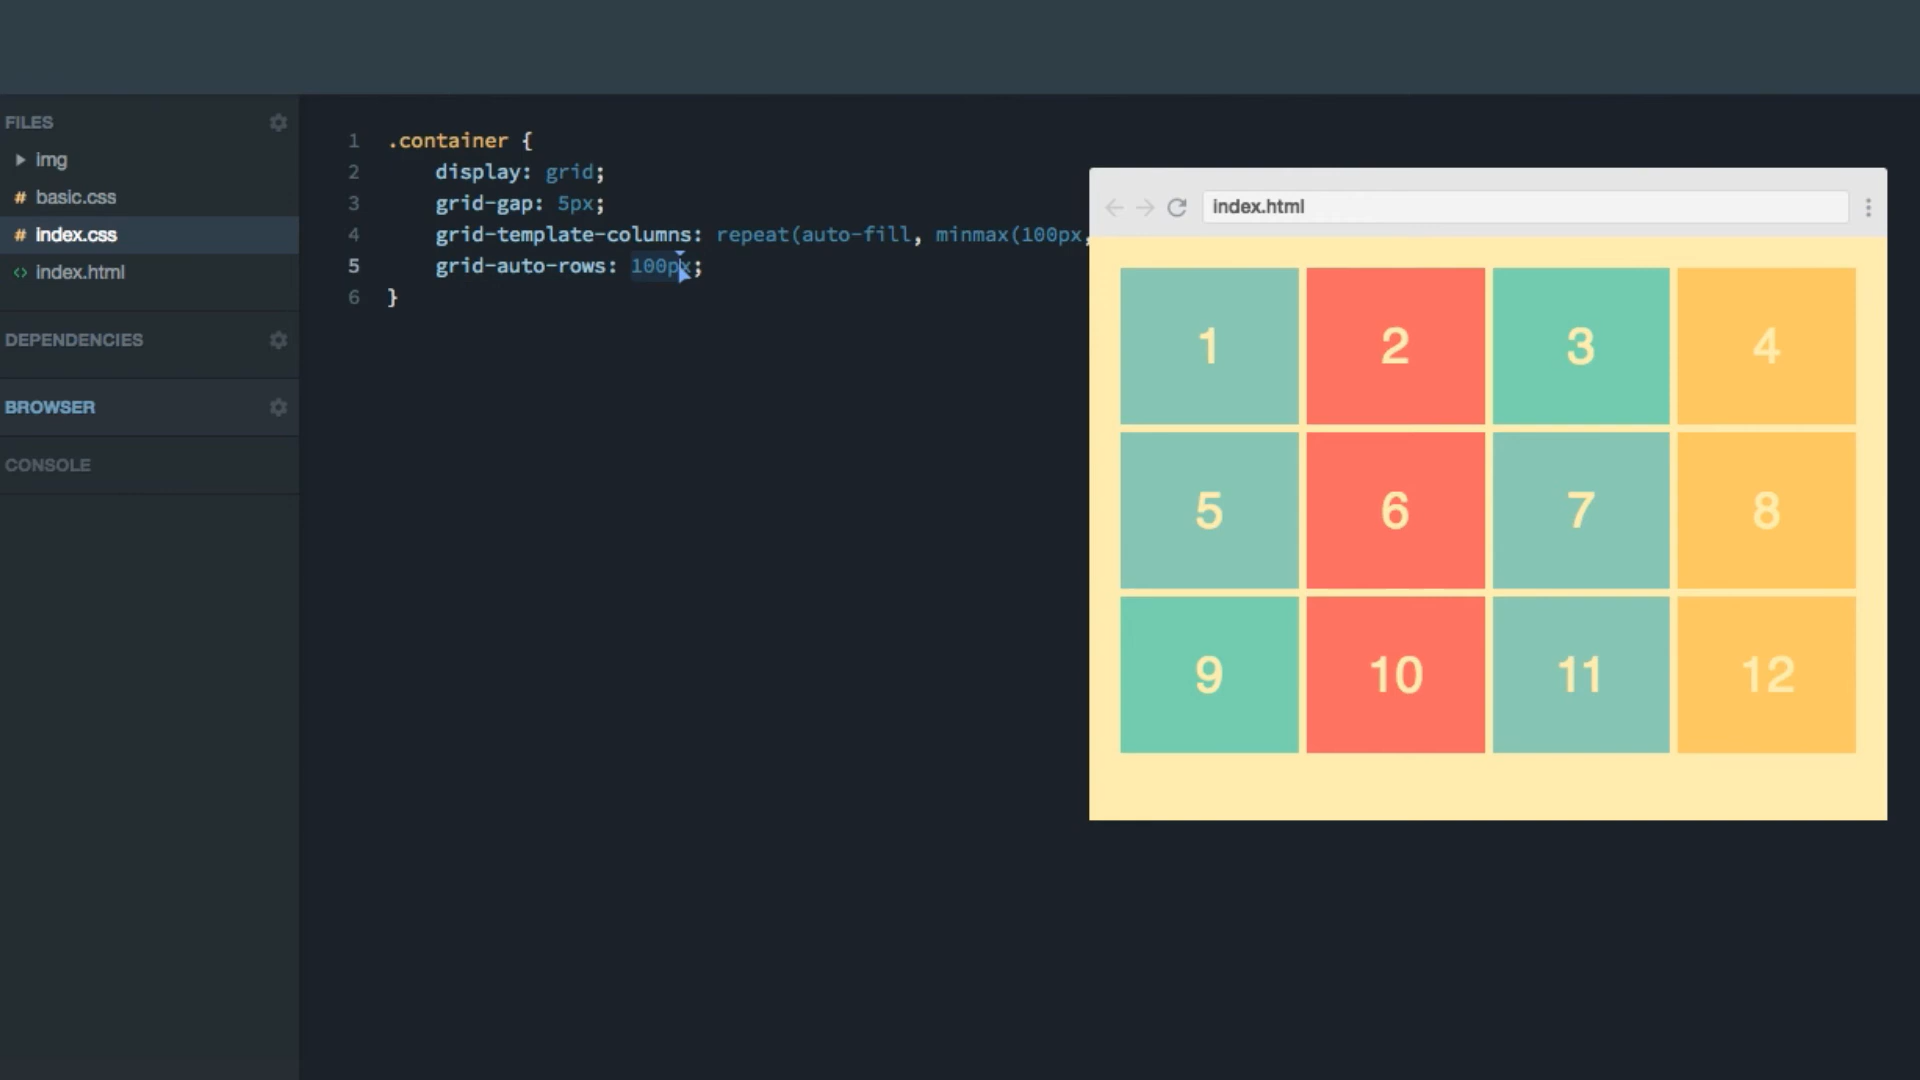 FILES
img
# basic.css
# index.css
<> index.html
DEPENDENCIES
BROWSER
CONSOLE
1 .container {
2 display: grid;
3 grid-gap: 5px;
4 grid-template-columns: repeat(auto-fill, minmax(100px,
5 grid-auto-rows: 100px;
6 }
index.html
1 2 3 4
5 6 7 8
9 10 11 12